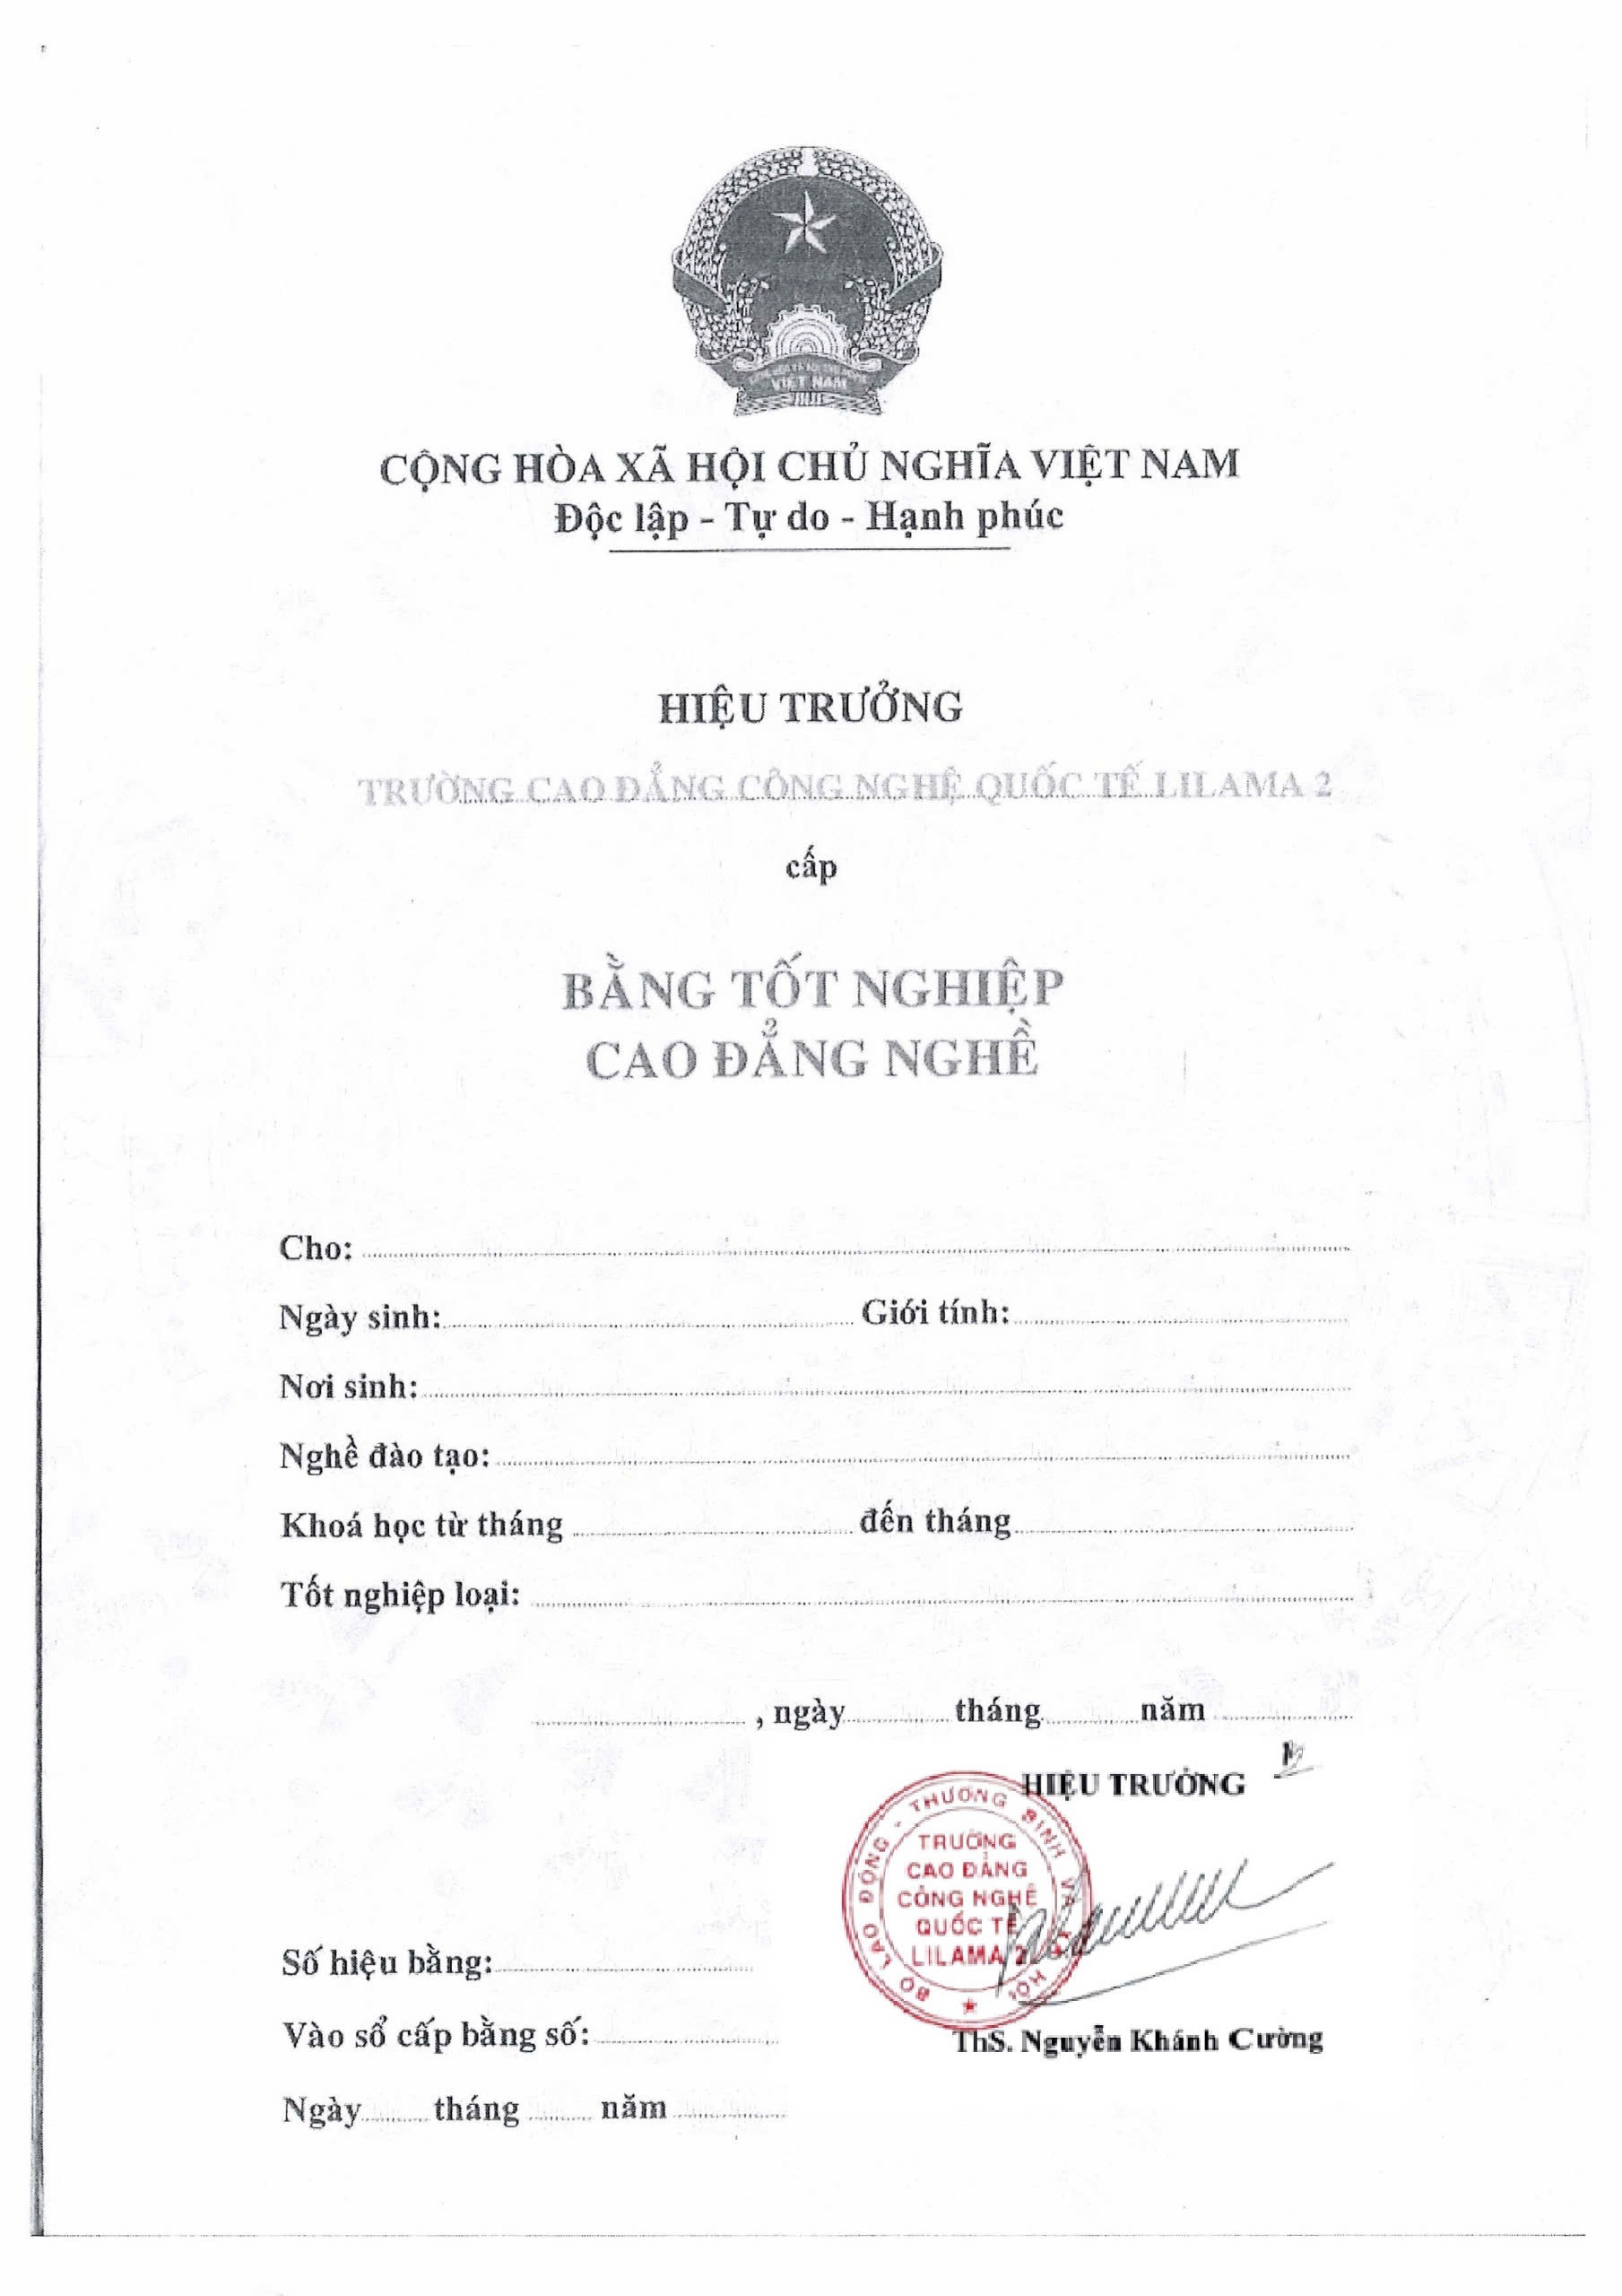 VIỆT NAM
CỘNG HÒA XÃ HỘI CHỦ NGHĨA VIỆT NAM
Độc lập - Tự do - Hạnh phúc
HIỆU TRƯỞNG
TRƯỜNG CAO ĐẲNG CÔNG NGHỆ QUỐC TẾ LILAMA 2
cấp
BẰNG TỐT NGHIỆP
CAO ĐẲNG NGHỀ
Cho:
Ngày sinh: Giới tính:
Nơi sinh:
Nghề đào tạo:
Khoá học từ tháng đến tháng
Tốt nghiệp loại:
, ngày tháng năm
HIỆU TRƯỞNG
BỘ LAO ĐỘNG - THƯƠNG BINH VÀ XÃ HỘI
TRƯỜNG
CAO ĐẲNG
CÔNG NGHỆ
QUỐC TẾ
LILAMA 2
Số hiệu bằng:
Vào sổ cấp bằng số:
ThS. Nguyễn Khánh Cường
Ngày tháng năm